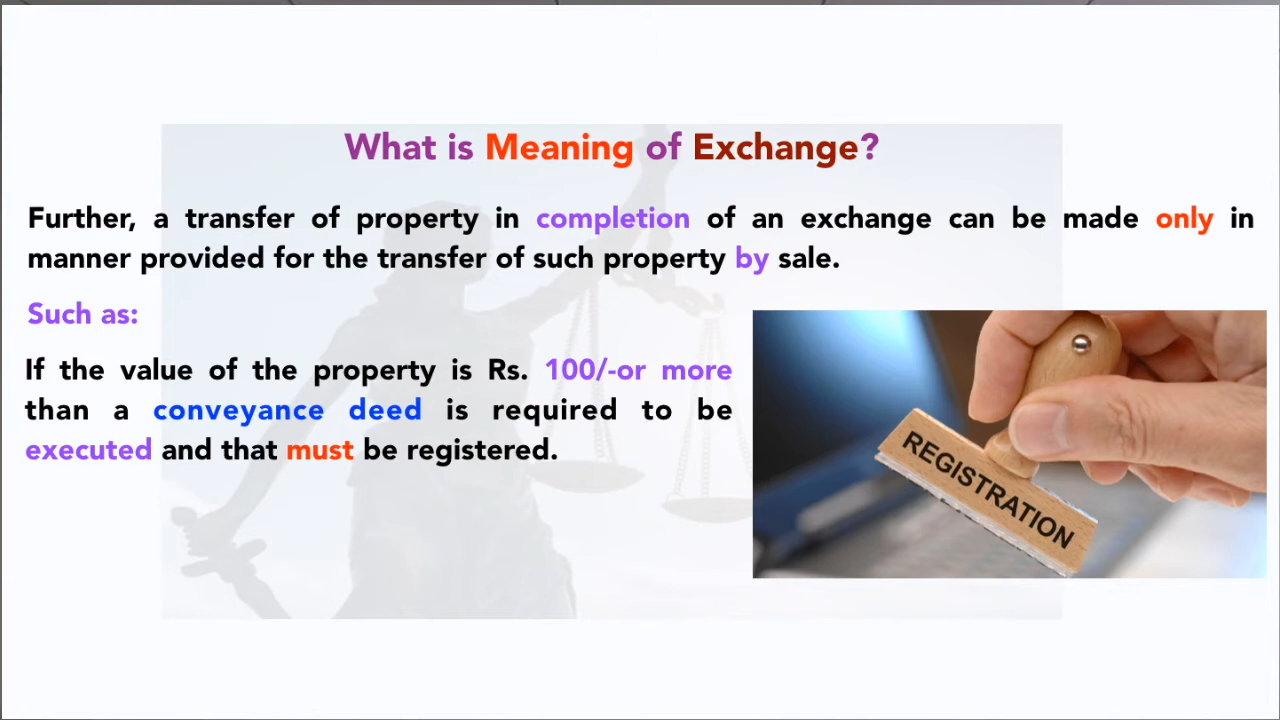 What is Meaning of Exchange?
Further, a transfer of property in completion of an exchange can be made only in
manner provided for the transfer of such property by sale.
Such as:
If the value of the property is Rs. 100/-or more
than a conveyance deed is required to be
executed and that must be registered.
REGISTRATION